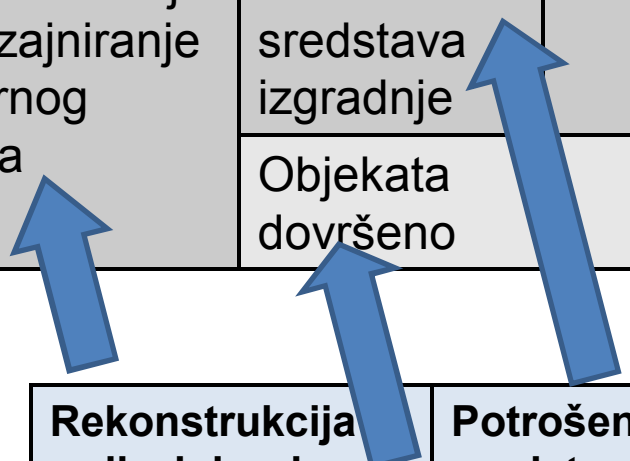 zajniranje
rnog
a
sredstava
izgradnje
Objekata
dovršeno
Rekonstrukcija
Potrošen